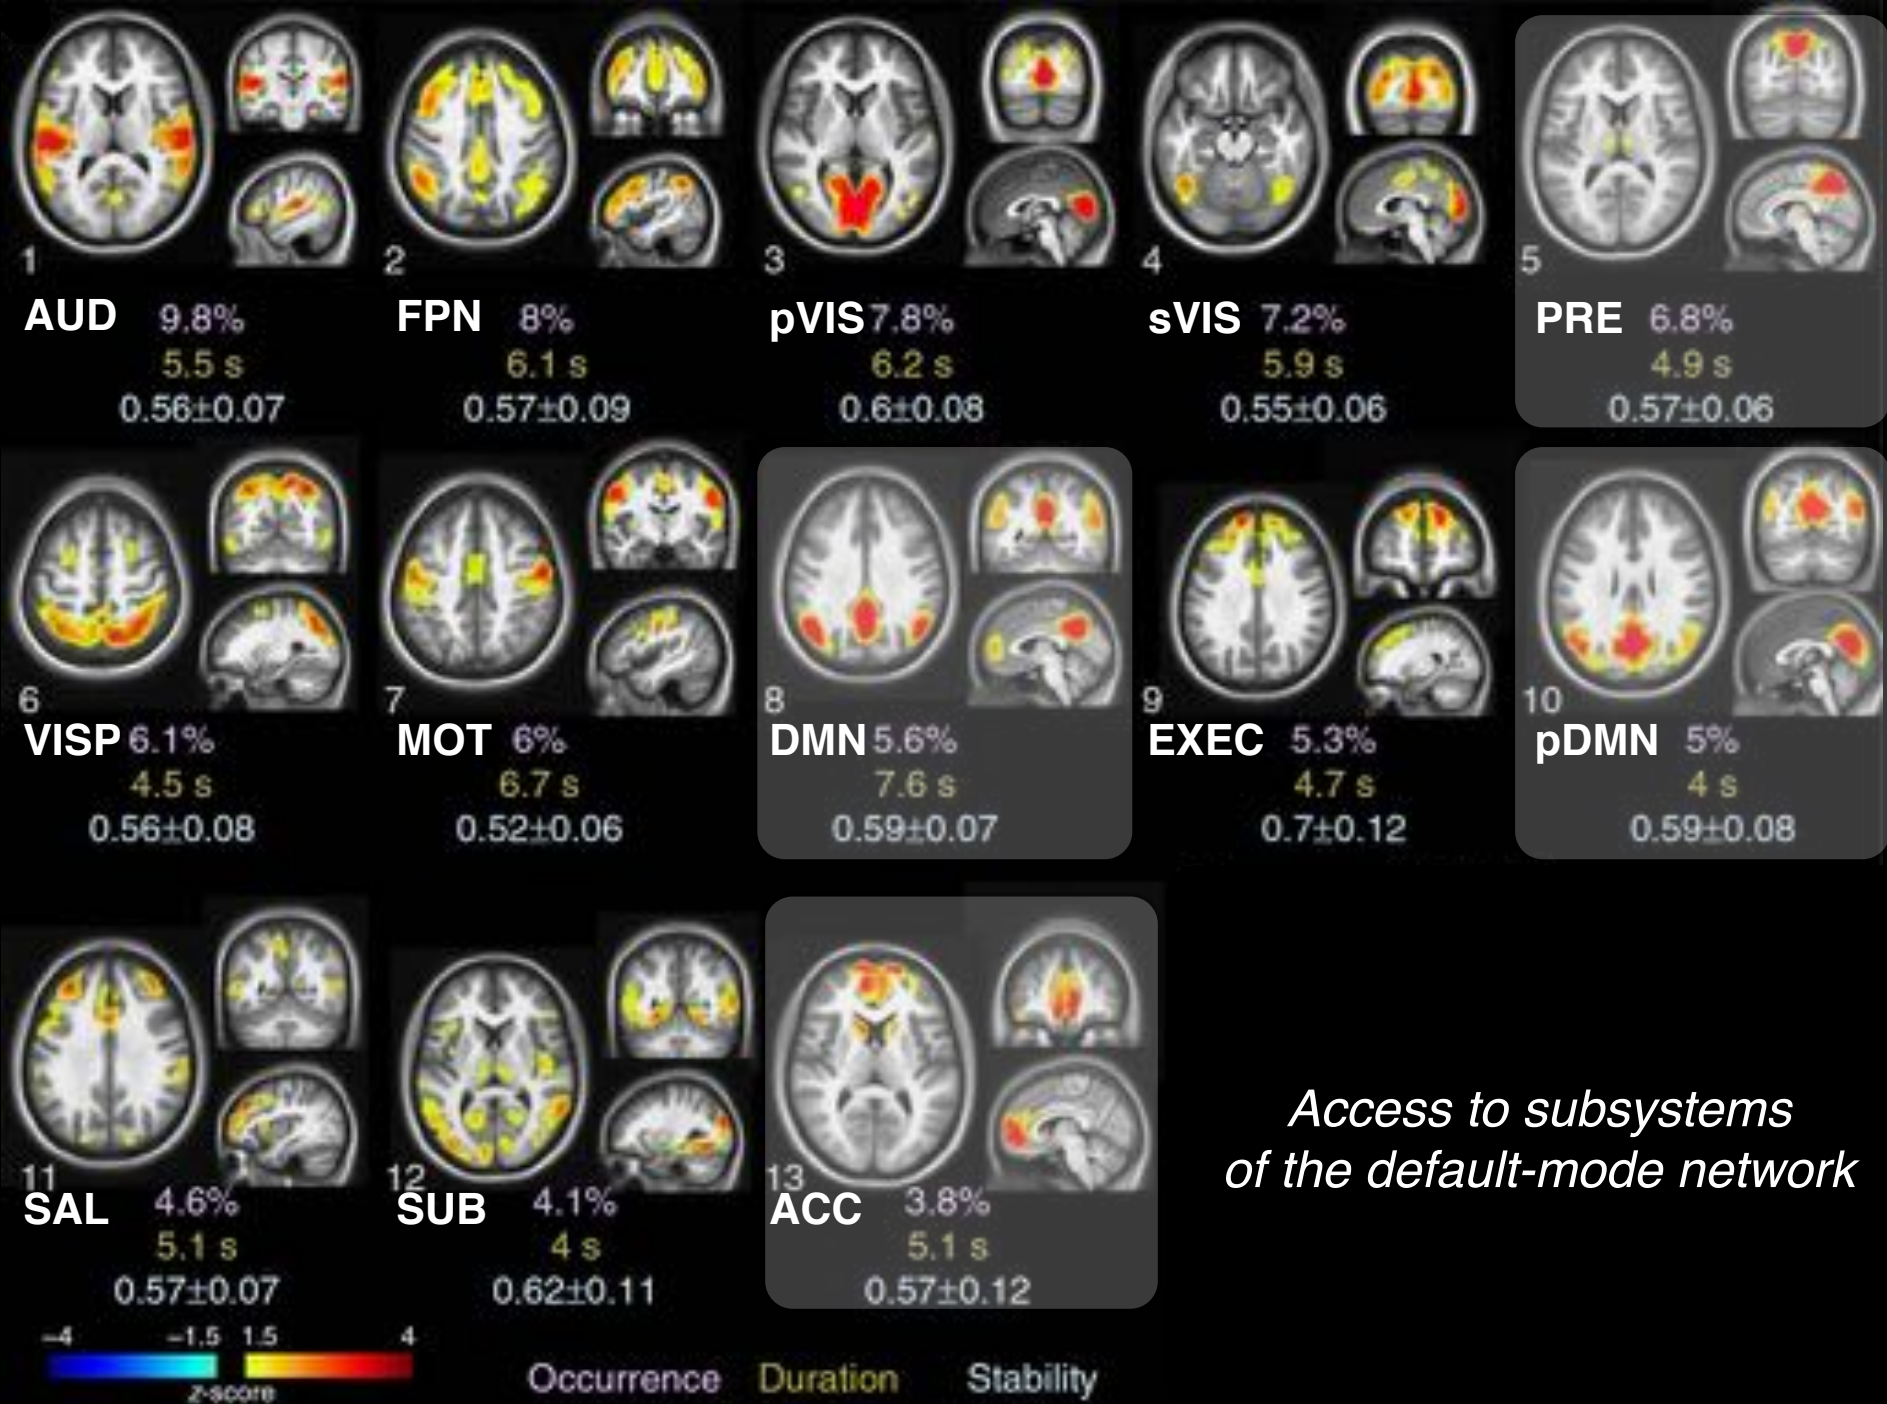 1
2
3
4
5
AUD 9.8%
5.5 s
0.56±0.07
FPN 8%
6.1 s
0.57±0.09
pVIS 7.8%
6.2 s
0.6±0.08
sVIS 7.2%
5.9 s
0.55±0.06
PRE 6.8%
4.9 s
0.57±0.06
6
7
8
9
10
VISP 6.1%
4.5 s
0.56±0.08
MOT 6%
6.7 s
0.52±0.06
DMN 5.6%
7.6 s
0.59±0.07
EXEC 5.3%
4.7 s
0.7±0.12
pDMN 5%
4 s
0.59±0.08
11
12
13
SAL 4.6%
5.1 s
0.57±0.07
SUB 4.1%
4 s
0.62±0.11
ACC 3.8%
5.1 s
0.57±0.12
Access to subsystems
of the default-mode network
−4 −1.5 1.5 4
z-score
Occurrence Duration Stability